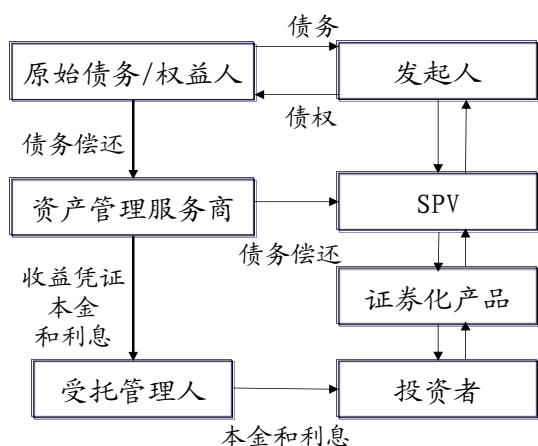 债务
原始债务/权益人
发起人
债权
债务偿还
资产管理服务商
SPV
债务偿还
收益凭证
本金
和利息
证券化产品
受托管理人
投资者
本金和利息